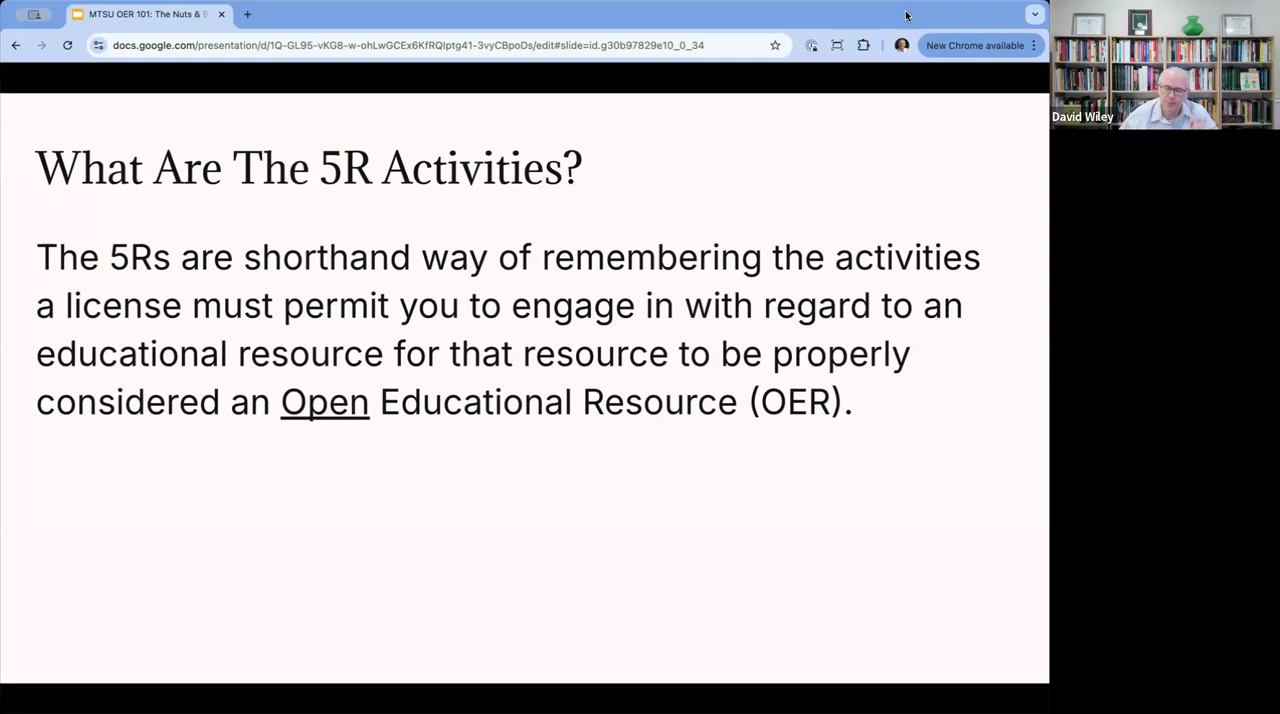 MTSU OER 101: The Nuts & B
docs.google.com/presentation/d/1Q-GL95-vKG8-w-ohLwGCEx6KfRQIptg41-3vyCBpoDs/edit#slide=id.g30b97829e10_0_34
New Chrome available
David Wiley
What Are The 5R Activities?
The 5Rs are shorthand way of remembering the activities
a license must permit you to engage in with regard to an
educational resource for that resource to be properly
considered an Open Educational Resource (OER).